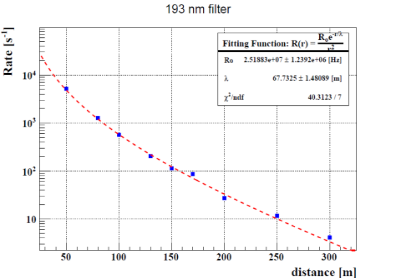 193 nm filter
Rate [s⁻¹]
Fitting Function: R(r) = R₀e^-r/λ / r²
Ro 2.51883e+07 ± 1.2392e+06 [Hz]
λ 67.7325 ± 1.48089 [m]
χ²/ndf 40.3123 / 7
10⁴
10³
10²
10
50 100 150 200 250 300
distance [m]